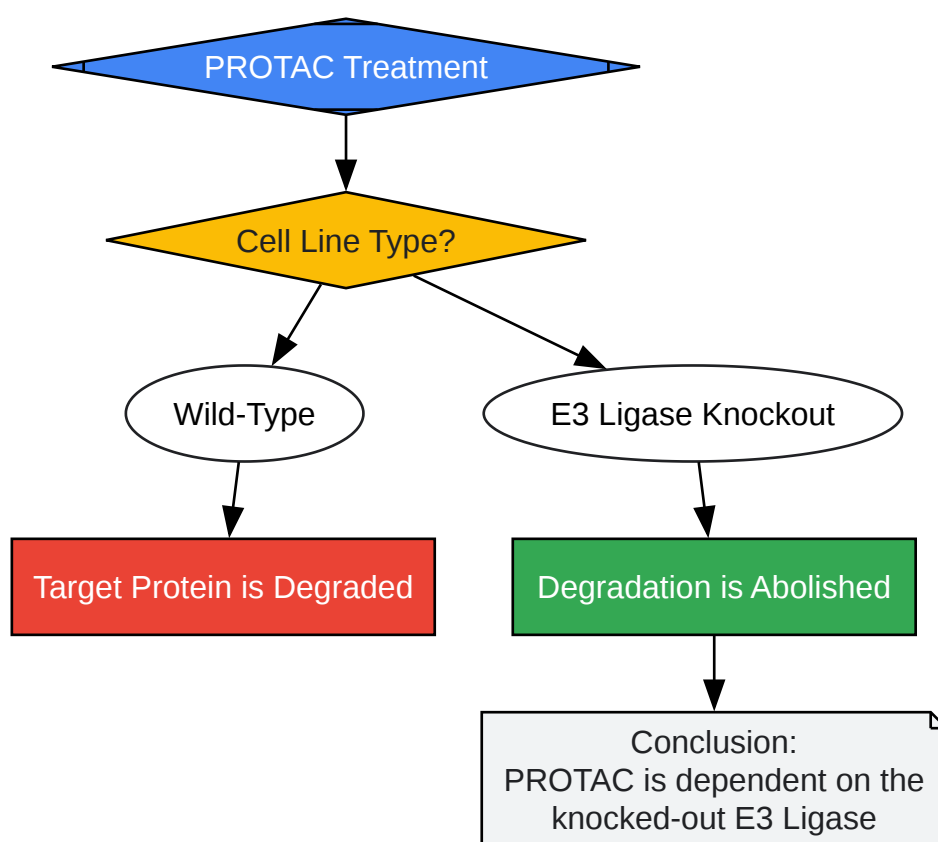 PROTAC Treatment
Cell Line Type?
Wild-Type
E3 Ligase Knockout
Target Protein is Degraded
Degradation is Abolished
Conclusion:
PROTAC is dependent on the
knocked-out E3 Ligase